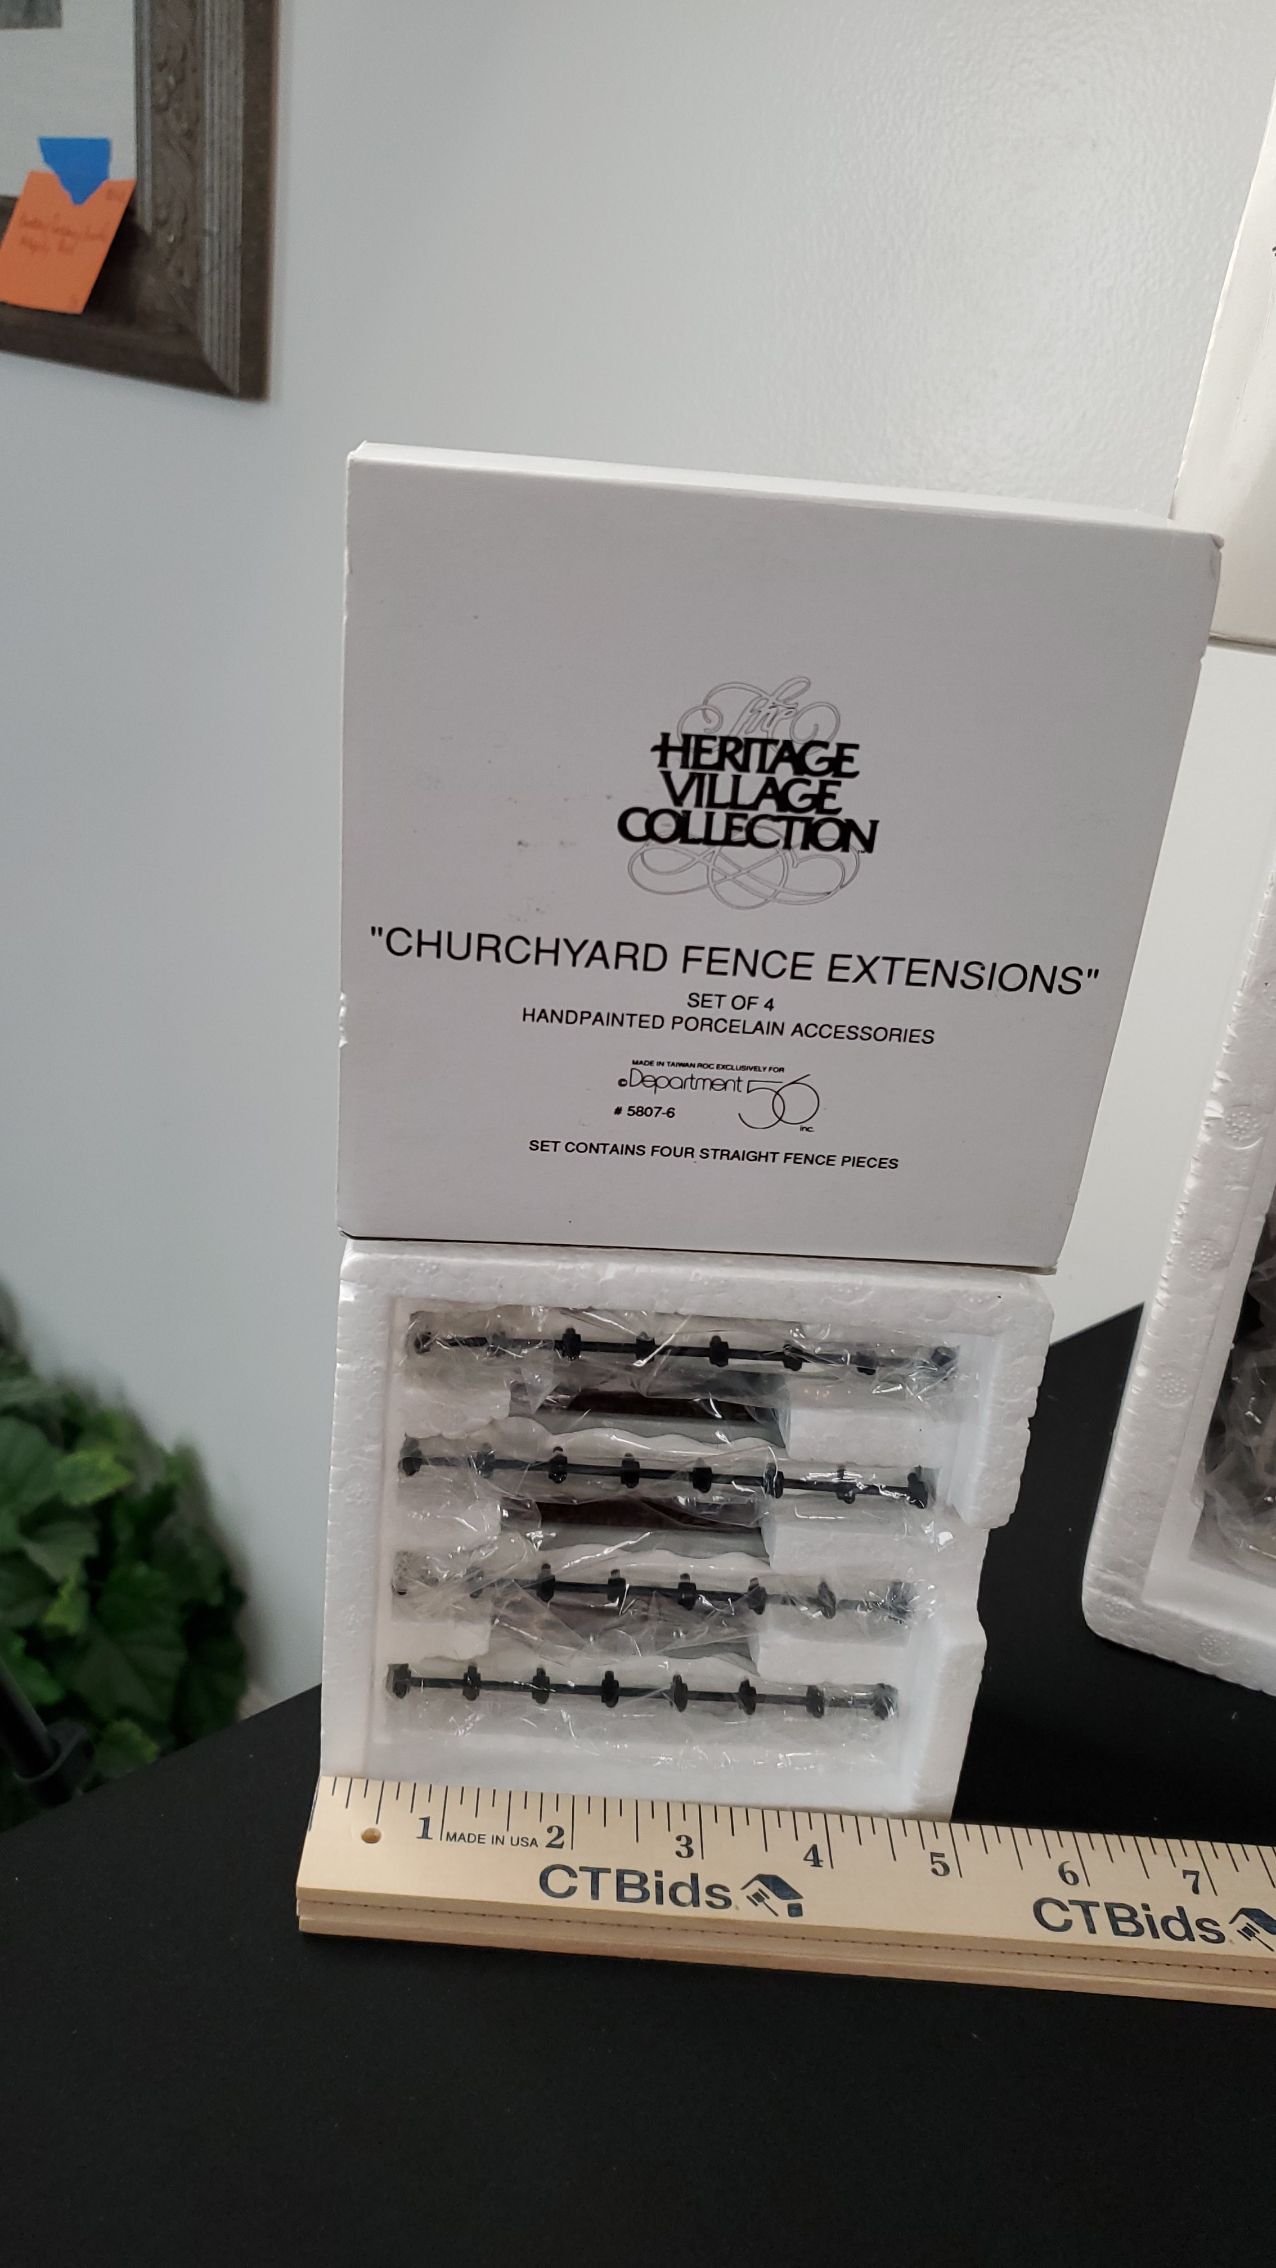 The
HERITAGE
VILLAGE
COLLECTION
"CHURCHYARD FENCE EXTENSIONS"
SET OF 4
HANDPAINTED PORCELAIN ACCESSORIES
MADE IN TAIWAN ROC EXCLUSIVELY FOR
©Department 56
# 5807-6
inc.
SET CONTAINS FOUR STRAIGHT FENCE PIECES
1 MADE IN USA 2 3 4 5 6 7
CTBids CTBids